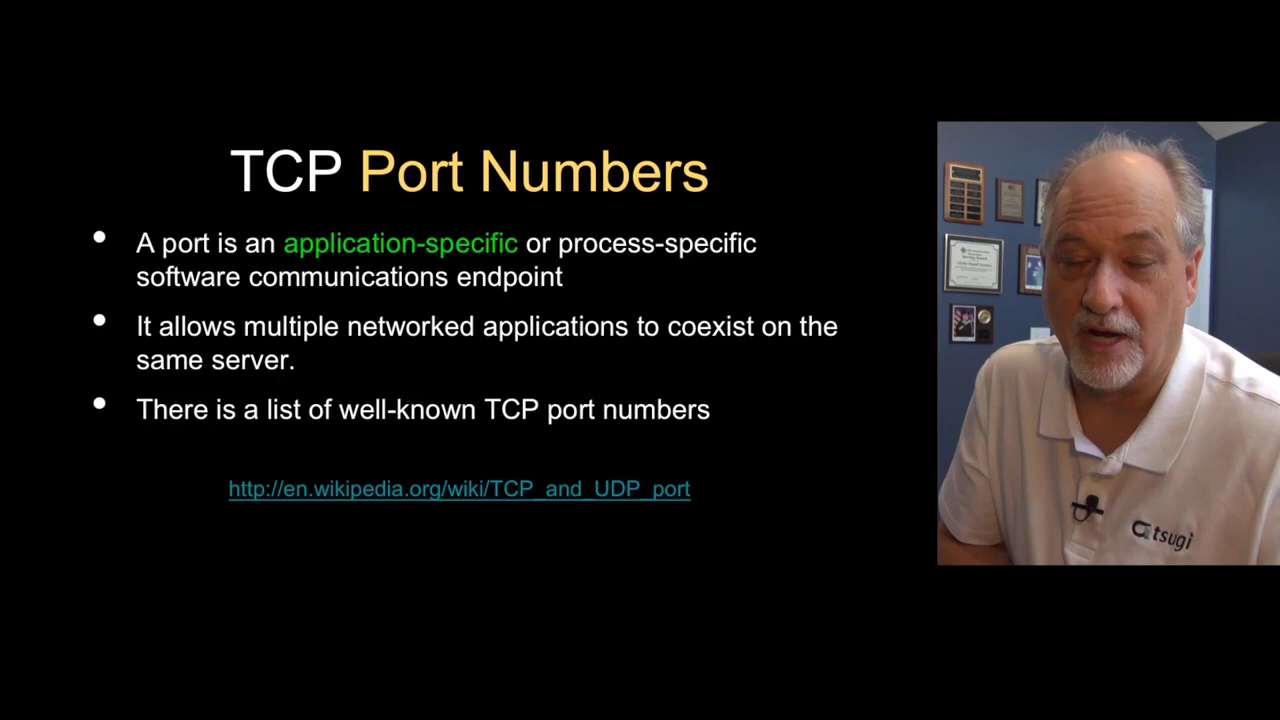 TCP Port Numbers
• A port is an application-specific or process-specific
software communications endpoint
• It allows multiple networked applications to coexist on the
same server.
• There is a list of well-known TCP port numbers
http://en.wikipedia.org/wiki/TCP_and_UDP_port
tsugi